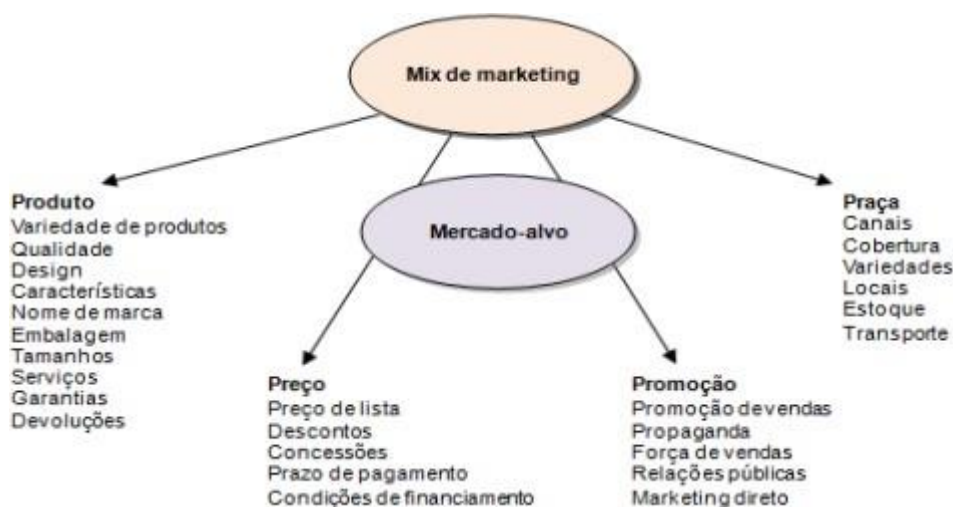 Mix de marketing
Mercado-alvo
Produto
Variedade de produtos
Qualidade
Design
Características
Nome de marca
Embalagem
Tamanhos
Serviços
Garantias
Devoluções
Preço
Preço de lista
Descontos
Concessões
Prazo de pagamento
Condições de financiamento
Promoção
Promoção de vendas
Propaganda
Força de vendas
Relações públicas
Marketing direto
Praça
Canais
Cobertura
Variedades
Locais
Estoque
Transporte